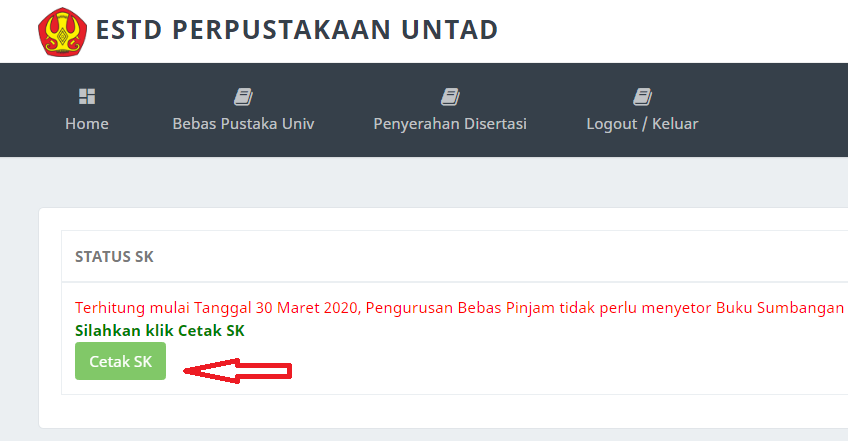 ESTD PERPUSTAKAAN UNTAD
Home
Bebas Pustaka Univ
Penyerahan Disertasi
Logout / Keluar
STATUS SK
Terhitung mulai Tanggal 30 Maret 2020, Pengurusan Bebas Pinjam tidak perlu menyetor Buku Sumbangan
Silahkan klik Cetak SK
Cetak SK